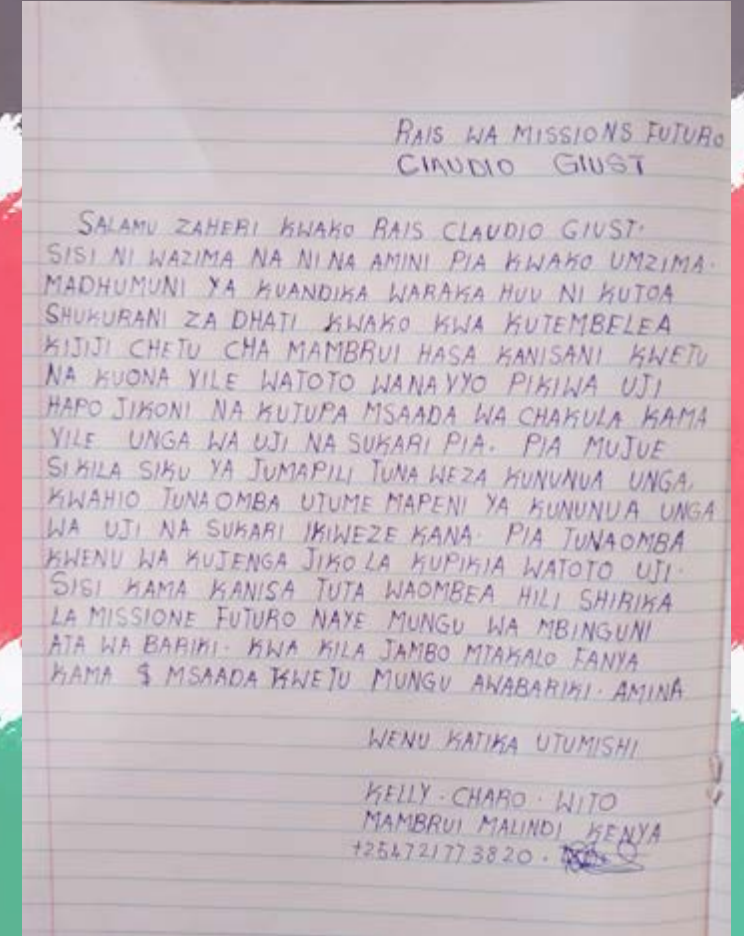 RAIS WA MISSIONS FUTURO
CLAUDIO GIUST
SALAMU ZAHERI KWAKO RAIS CLAUDIO GIUST.
SISI NI WAZIMA NA NI NA AMINI PIA KWAKO UMZIMA.
MADHUMUNI YA KUANDIKA WARAKA HUU NI KUTOA
SHUKURANI ZA DHATI KWAKO KWA KUTEMBELEA
KIJIJI CHETU CHA MAMBRUI HASA KANISANI KWETU
NA KUONA YILE WATOTO WANAVYO PIKIWA UJI
HAPO JIKONI NA KUTUPA MSAADA WA CHAKULA KAMA
YILE UNGA WA UJI NA SUKARI PIA. PIA MUJUE
SI KILA SIKU YA JUMAPILI TUNA WEZA KUNUNUA UNGA,
KWAHIO TUNAOMBA UTUME MAPENI YA KUNUNUA UNGA
WA UJI NA SUKARI IKIWEZE KANA. PIA TUNAOMBA
KWENU WA KUJENGA JIKO LA KUPIKIA WATOTO UJI.
SISI KAMA KANISA TUTA WAOMBEA HILI SHIRIKA
LA MISSIONE FUTURO NAYE MUNGU WA MBINGUNI
ATA WA BARIKI. KWA KILA JAMBO MTAKALO FANYA
KAMA $ MSAADA KWETU MUNGU AWABARIKI. AMINA
WENU KATIKA UTUMISHI
KELLY . CHARO . WITO
MAMBRUI MALINDI KENYA
+254721773820.